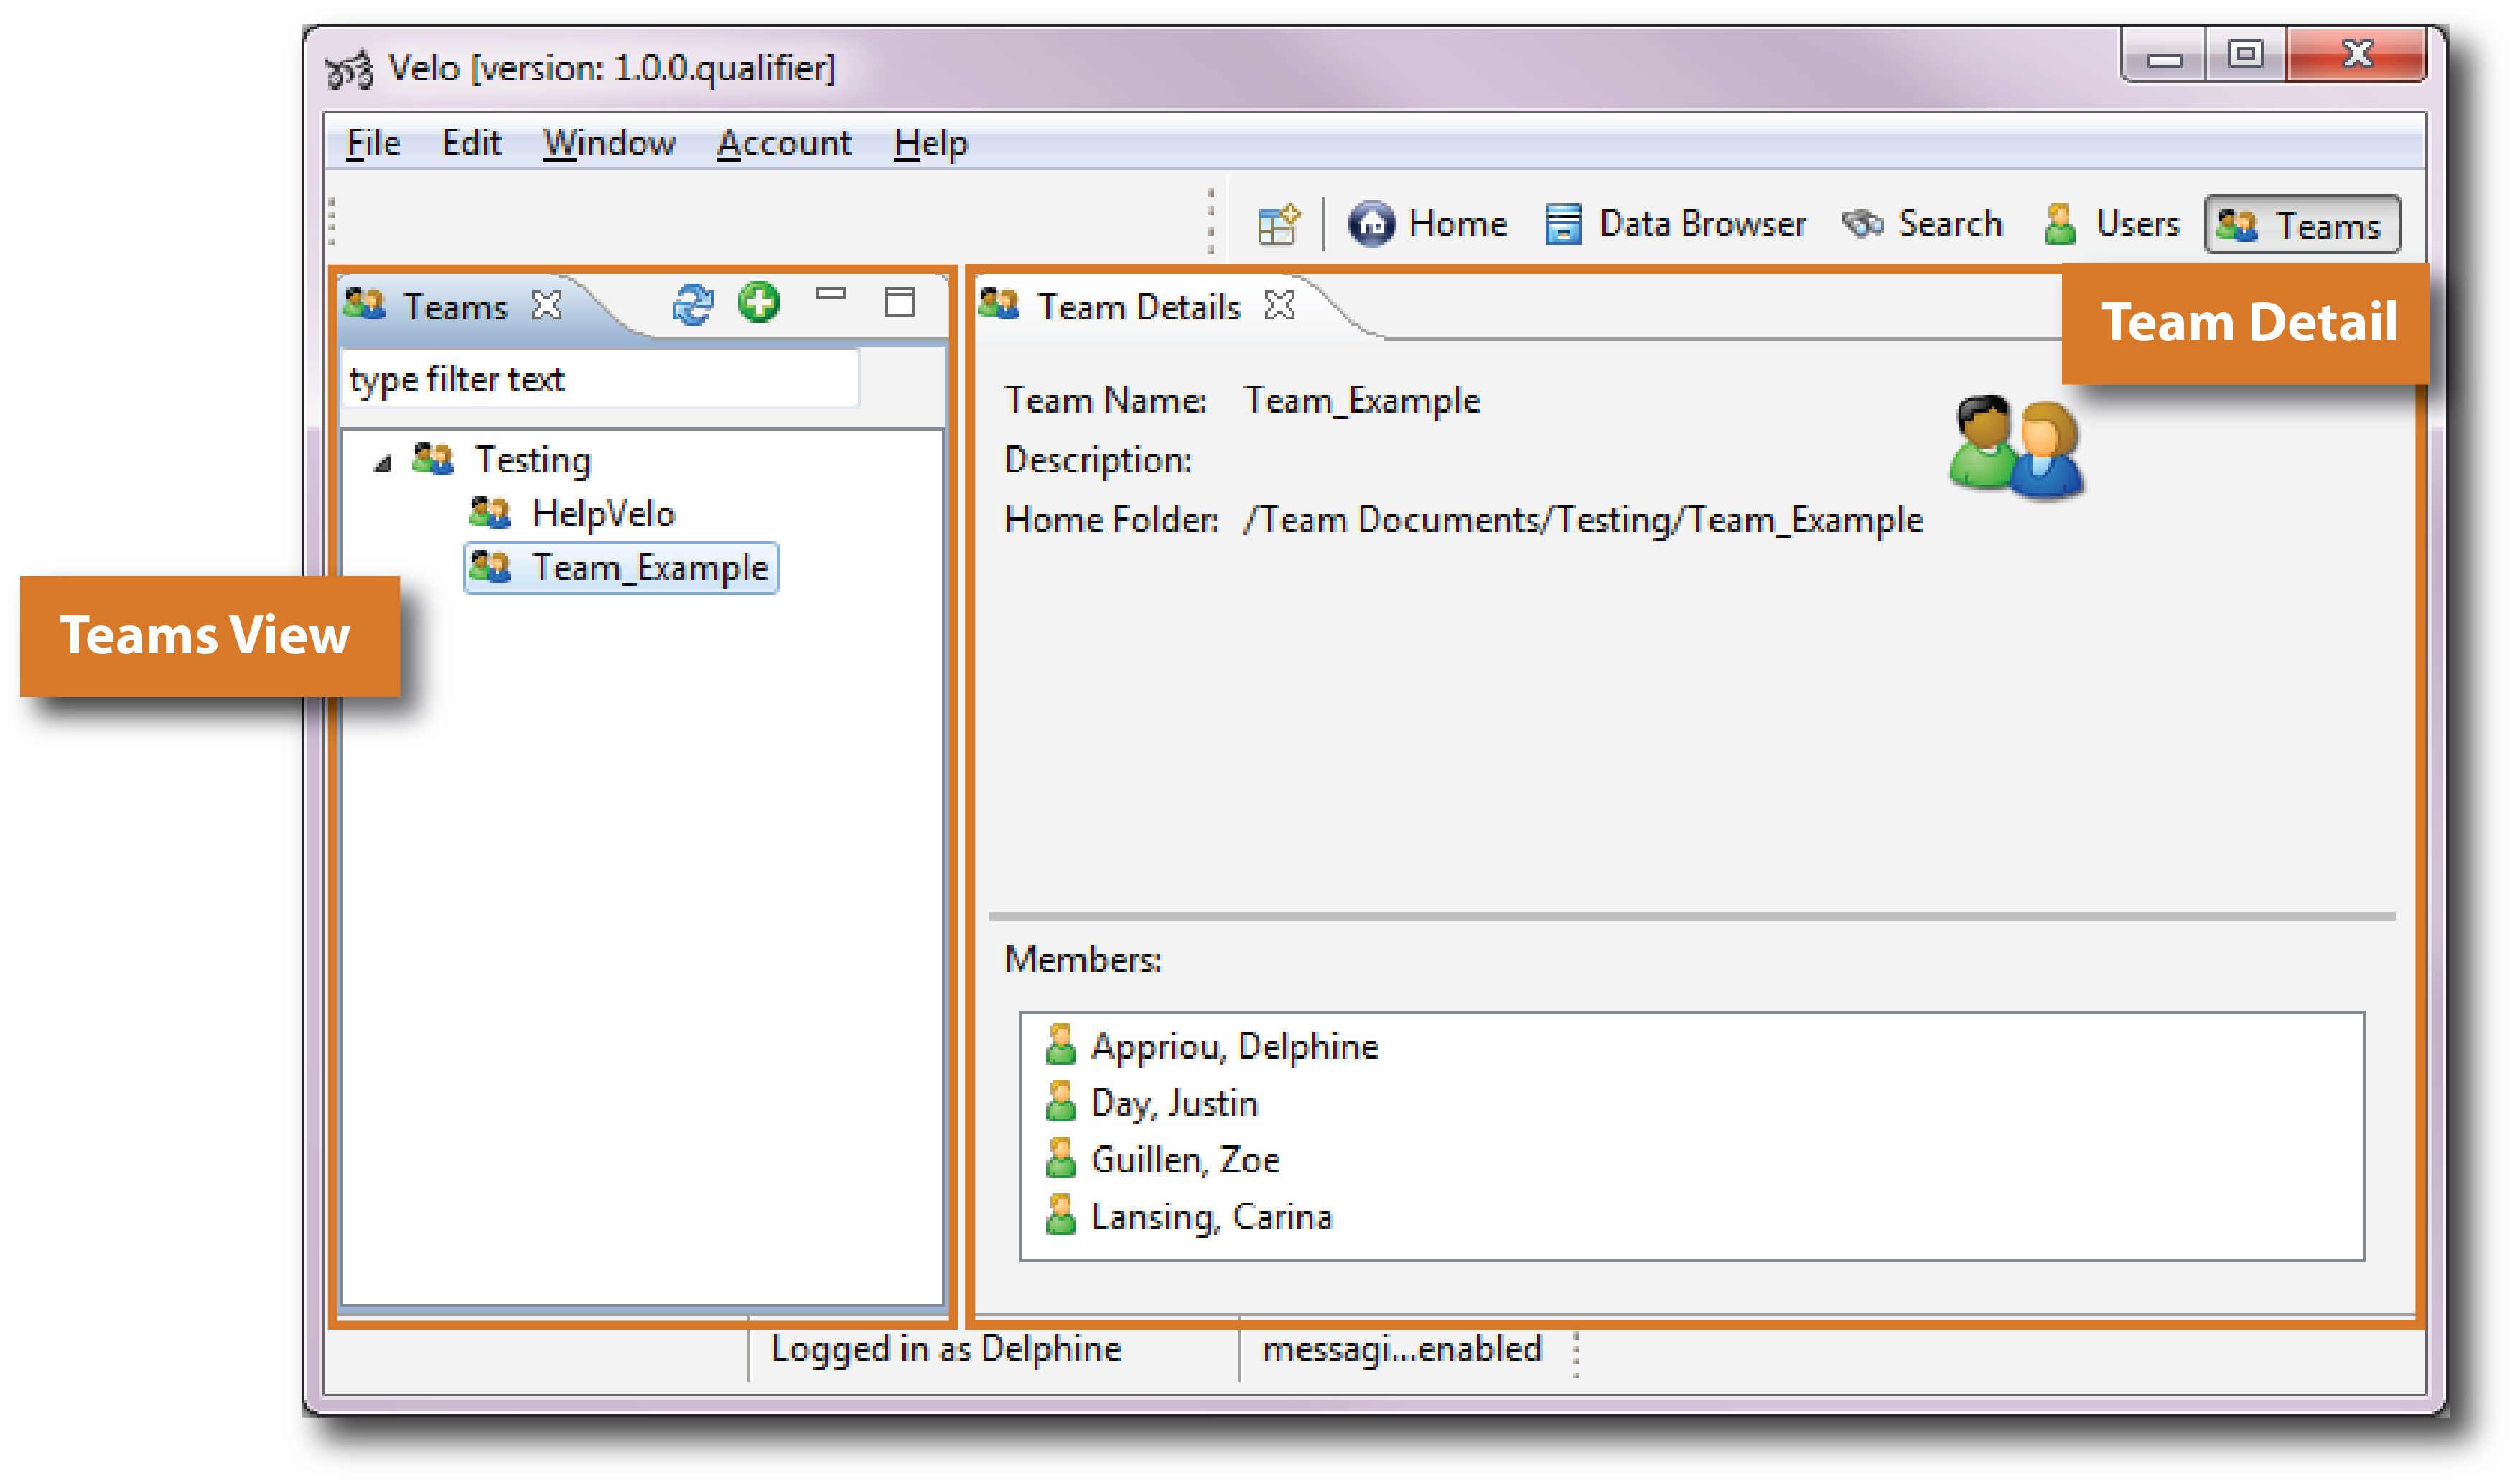 Velo [version: 1.0.0.qualifier]
File Edit Window Account Help
Home Data Browser Search Users Teams
Teams
type filter text
Testing
HelpVelo
Team_Example
Teams View
Team Details
Team Detail
Team Name: Team_Example
Description:
Home Folder: /Team Documents/Testing/Team_Example
Members:
Appriou, Delphine
Day, Justin
Guillen, Zoe
Lansing, Carina
Logged in as Delphine messagi...enabled